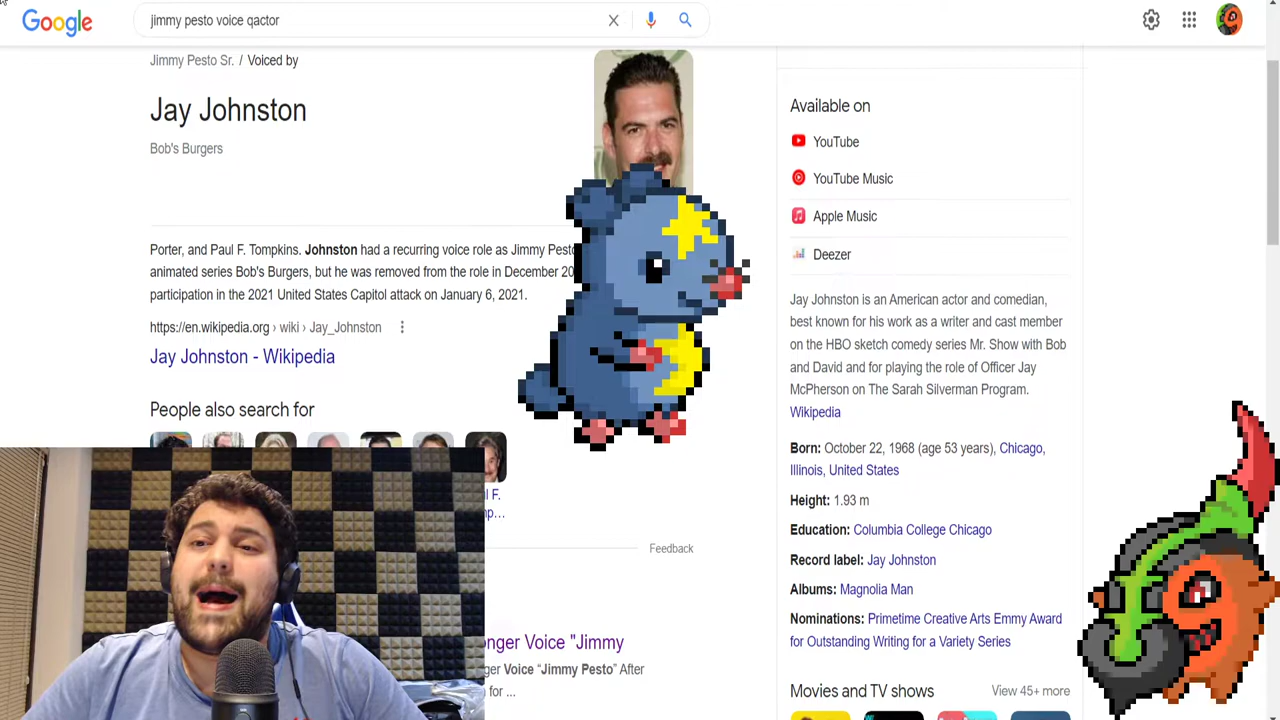 Google
jimmy pesto voice qactor
Jimmy Pesto Sr. / Voiced by
Jay Johnston
Bob's Burgers
Porter, and Paul F. Tompkins. Johnston had a recurring voice role as Jimmy Pesto
animated series Bob's Burgers, but he was removed from the role in December 20
participation in the 2021 United States Capitol attack on January 6, 2021.
https://en.wikipedia.org › wiki › Jay_Johnston
Jay Johnston - Wikipedia
People also search for
l F.
mp...
Feedback
onger Voice "Jimmy
ger Voice “Jimmy Pesto” After
n for ...
Available on
YouTube
YouTube Music
Apple Music
Deezer
Jay Johnston is an American actor and comedian,
best known for his work as a writer and cast member
on the HBO sketch comedy series Mr. Show with Bob
and David and for playing the role of Officer Jay
McPherson on The Sarah Silverman Program.
Wikipedia
Born: October 22, 1968 (age 53 years), Chicago,
Illinois, United States
Height: 1.93 m
Education: Columbia College Chicago
Record label: Jay Johnston
Albums: Magnolia Man
Nominations: Primetime Creative Arts Emmy Award
for Outstanding Writing for a Variety Series
Movies and TV shows
View 45+ more